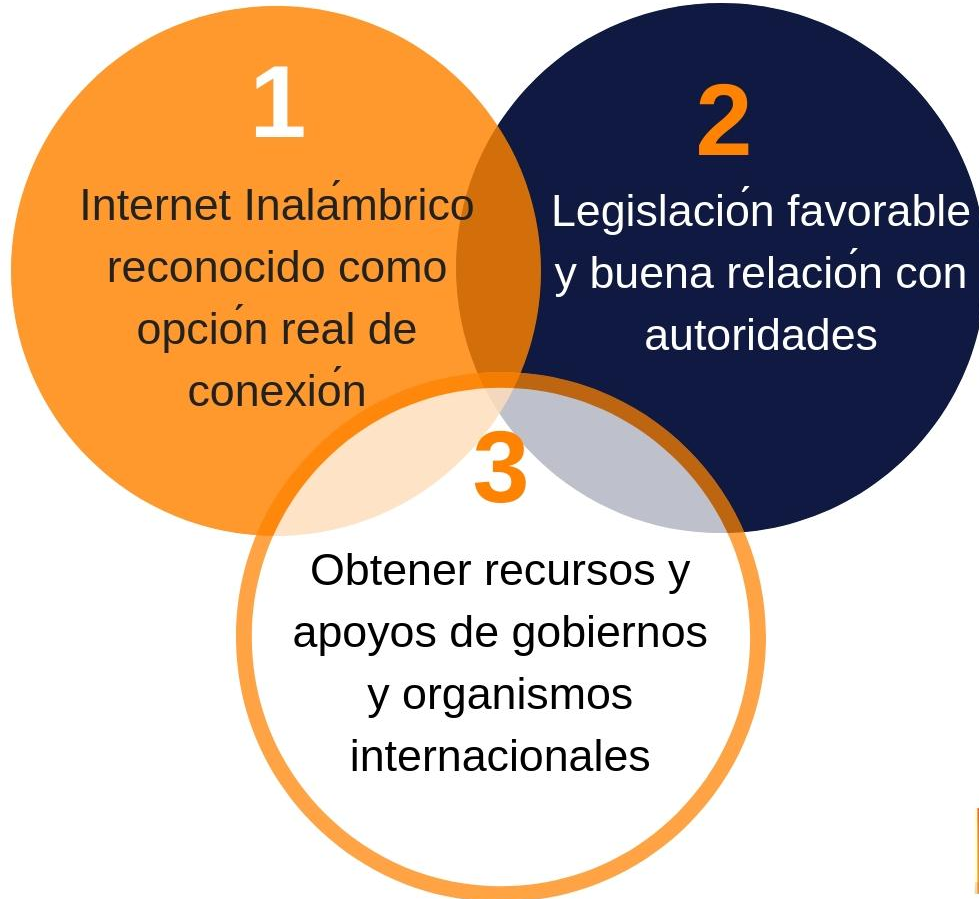 1
Internet Inalámbrico
reconocido como
opción real de
conexión
2
Legislación favorable
y buena relación con
autoridades
3
Obtener recursos y
apoyos de gobiernos
y organismos
internacionales